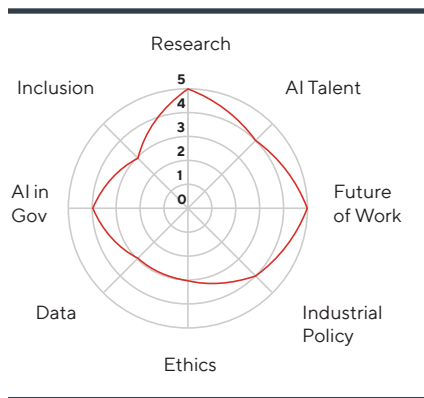 Research
Inclusion
AI Talent
5
4
3
2
1
0
AI in
Gov
Future
of Work
Data
Industrial
Policy
Ethics